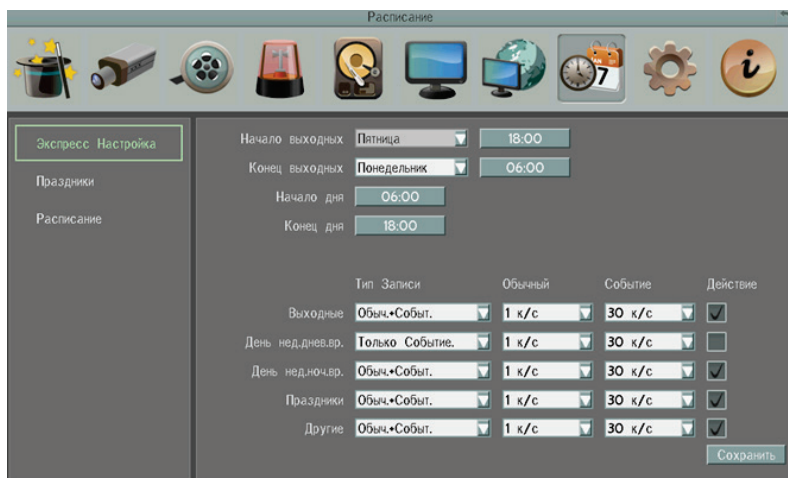 Расписание
JAN
7
i
Экспресс Настройка
Праздники
Расписание
Начало выходных Пятница 18:00
Конец выходных Понедельник 06:00
Начало дня 06:00
Конец дня 18:00
Тип Записи Обычный Событие Действие
Выходные Обыч.+Событ. 1 к/с 30 к/с
День нед.днев.вр. Только Событие. 1 к/с 30 к/с
День нед.ноч.вр. Обыч.+Событ. 1 к/с 30 к/с
Праздники Обыч.+Событ. 1 к/с 30 к/с
Другие Обыч.+Событ. 1 к/с 30 к/с
Сохранить